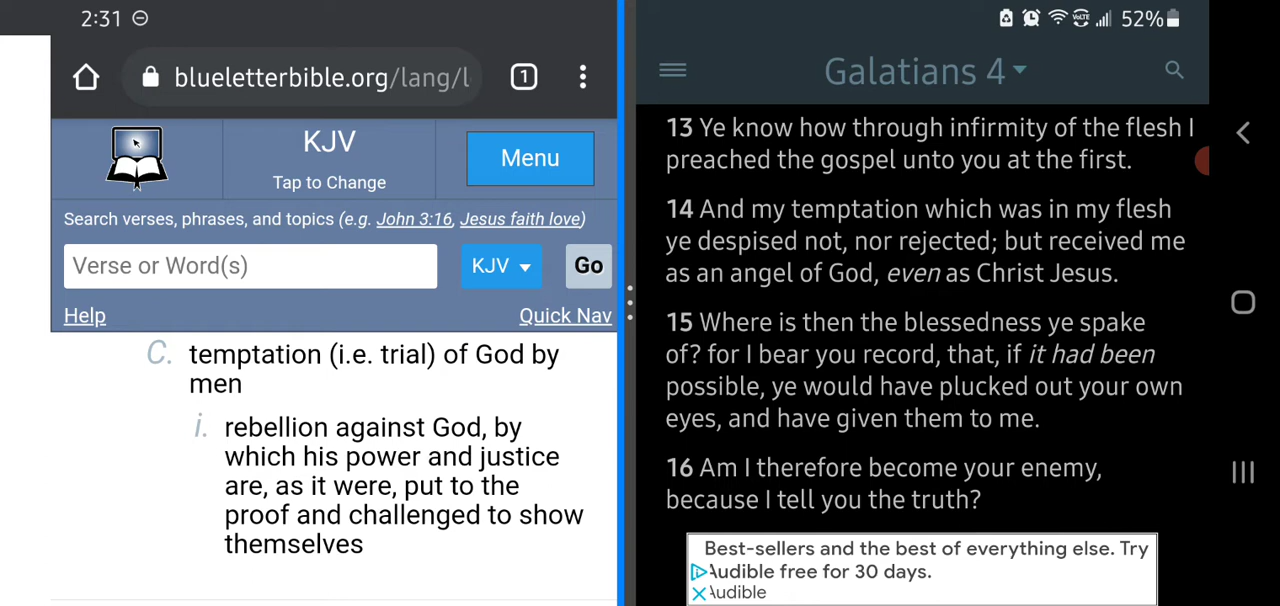 2:31
blueletterbible.org/lang/l
1
KJV
Tap to Change
Menu
Search verses, phrases, and topics (e.g. John 3:16, Jesus faith love)
Verse or Word(s)
KJV
Go
Help
Quick Nav
C. temptation (i.e. trial) of God by
men
i. rebellion against God, by
which his power and justice
are, as it were, put to the
proof and challenged to show
themselves
52%
Galatians 4
13 Ye know how through infirmity of the flesh I
preached the gospel unto you at the first.
14 And my temptation which was in my flesh
ye despised not, nor rejected; but received me
as an angel of God, even as Christ Jesus.
15 Where is then the blessedness ye spake
of? for I bear you record, that, if it had been
possible, ye would have plucked out your own
eyes, and have given them to me.
16 Am I therefore become your enemy,
because I tell you the truth?
Best-sellers and the best of everything else. Try
Audible free for 30 days.
Audible